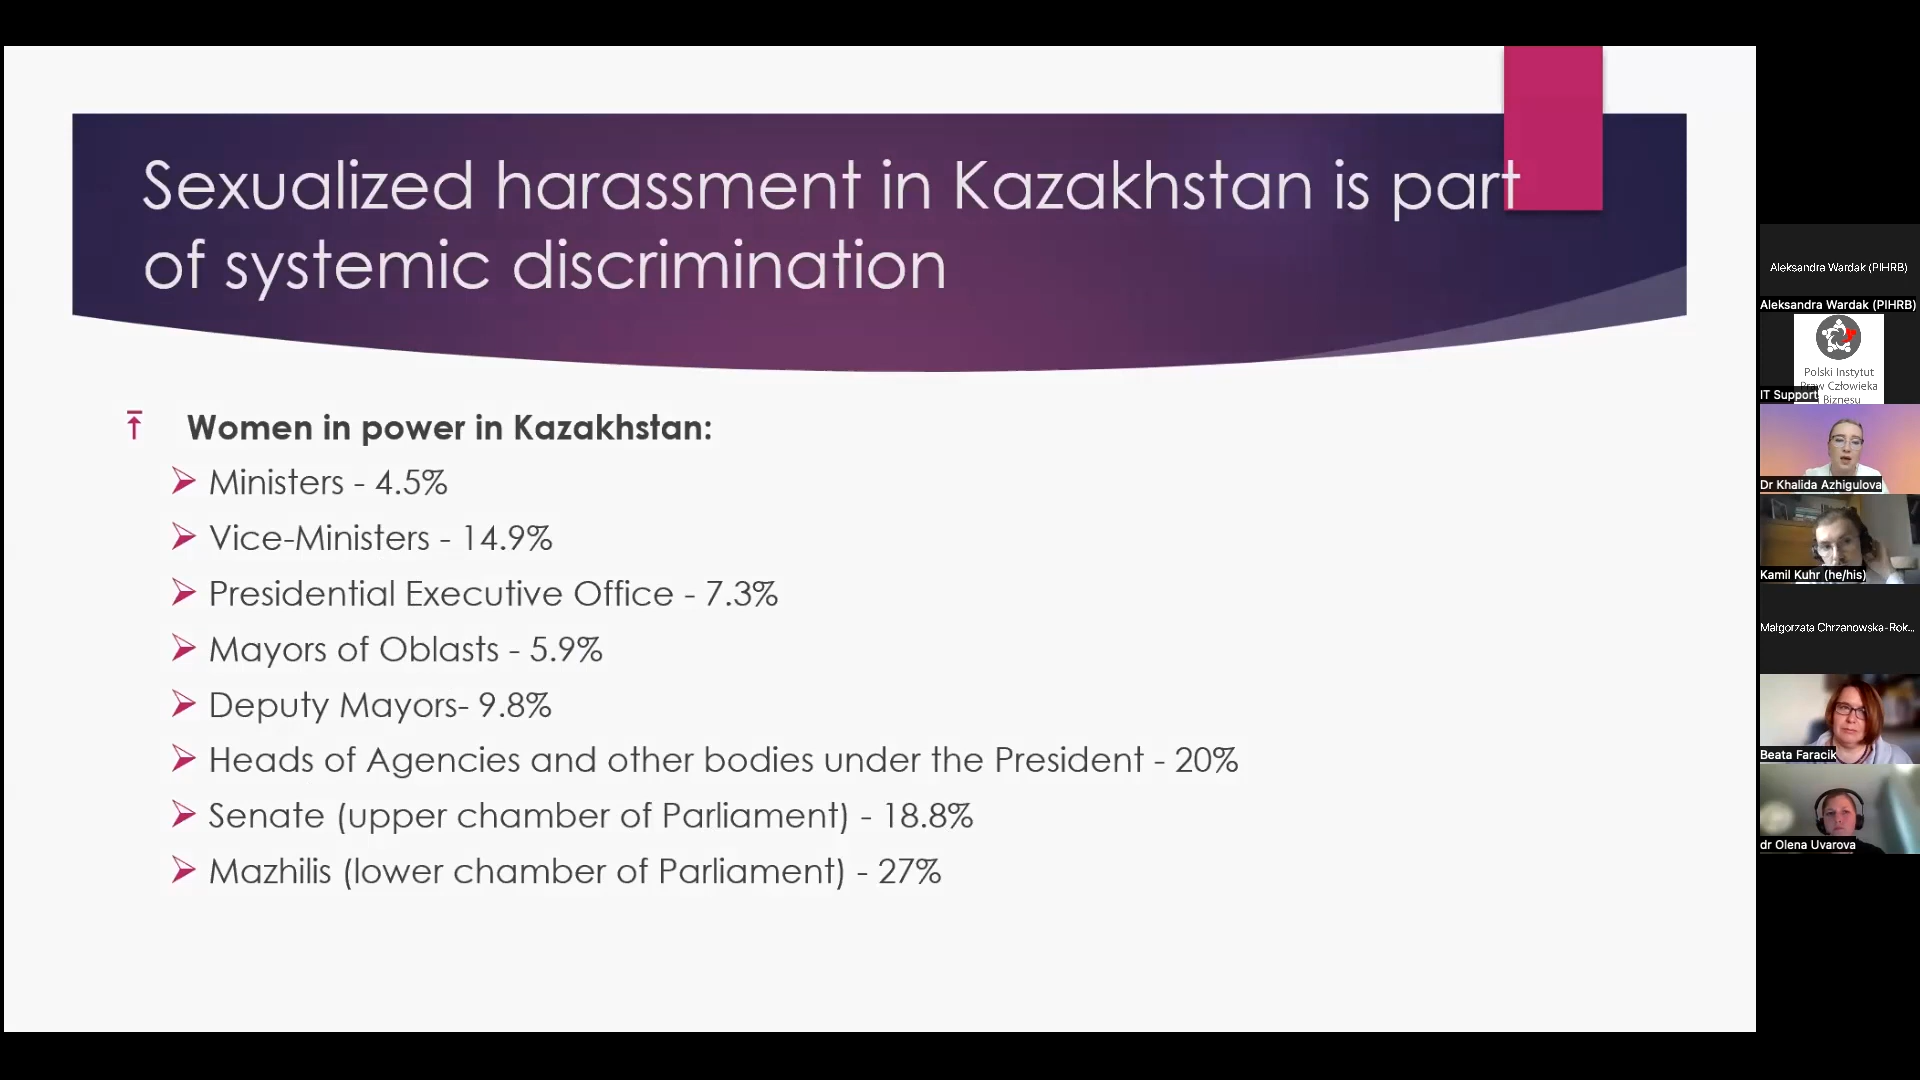 Sexualized harassment in Kazakhstan is part
of systemic discrimination
Women in power in Kazakhstan:
Ministers - 4.5%
Vice-Ministers - 14.9%
Presidential Executive Office - 7.3%
Mayors of Oblasts - 5.9%
Deputy Mayors- 9.8%
Heads of Agencies and other bodies under the President - 20%
Senate (upper chamber of Parliament) - 18.8%
Mazhilis (lower chamber of Parliament) - 27%
Aleksandra Wardak (PIHRB)
Aleksandra Wardak (PIHRB)
Polski Instytut
Praw Człowieka
IT Support
Biznesu
Dr Khalida Azhigulova
Kamil Kuhr (he/his)
Małgorzata Chrzanowska-Rok...
Beata Faracik
dr Olena Uvarova